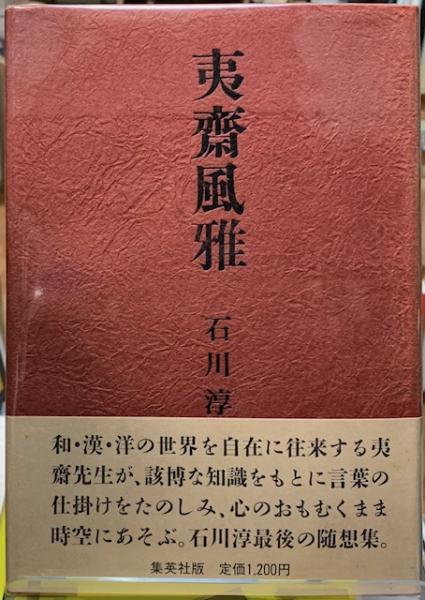 夷齋風雅
石川淳
和・漢・洋の世界を自在に往来する夷
齋先生が、該博な知識をもとに言葉の
仕掛けをたのしみ、心のおもむくまま
時空にあそぶ。石川淳最後の随想集。
集英社版 定価1,200円